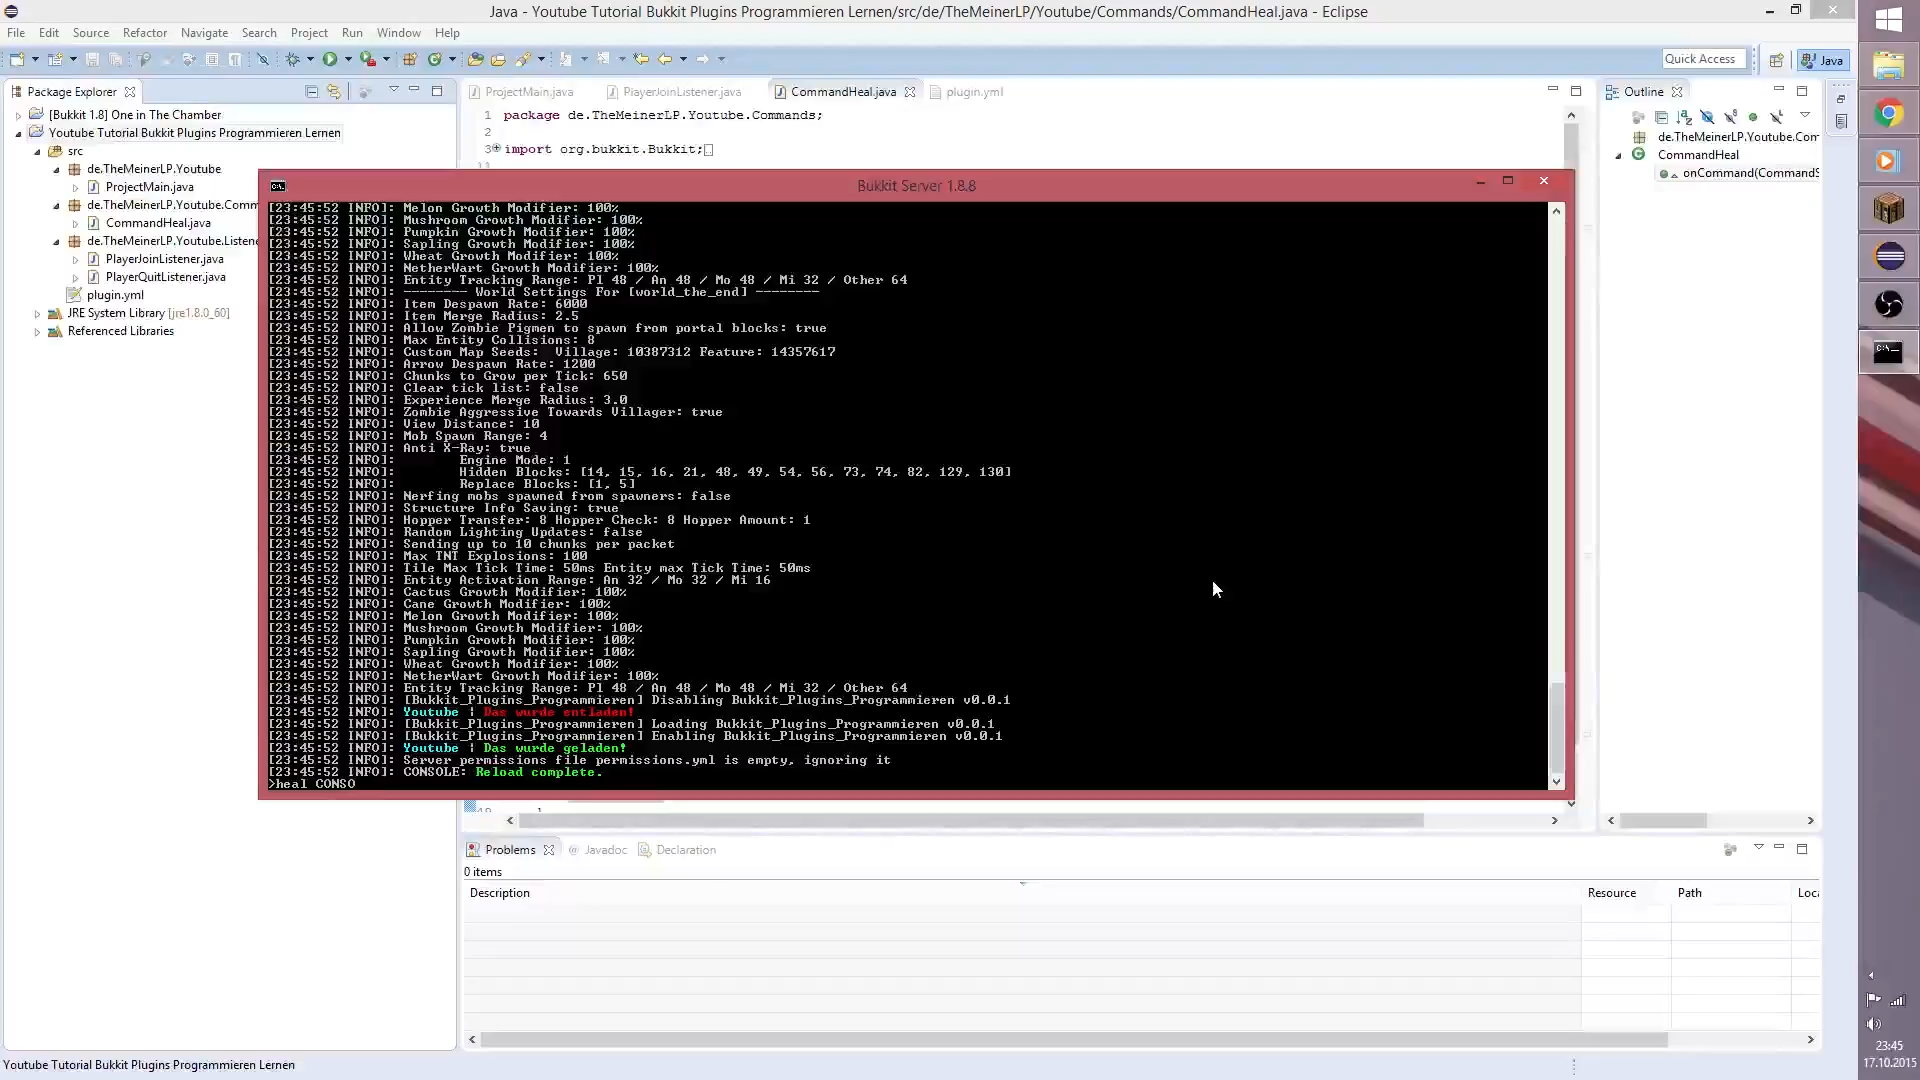 Java - Youtube Tutorial Bukkit Plugins Programmieren Lernen/src/de/TheMeinerLP/Youtube/Commands/CommandHeal.java - Eclipse
File Edit Source Refactor Navigate Search Project Run Window Help
Quick Access
Java
Package Explorer
ProjectMain.java
PlayerJoinListener.java
CommandHeal.java
plugin.yml
Outline
[Bukkit 1.8] One in The Chamber
Youtube Tutorial Bukkit Plugins Programmieren Lernen
src
de.TheMeinerLP.Youtube
ProjectMain.java
de.TheMeinerLP.Youtube.Comm
CommandHeal.java
de.TheMeinerLP.Youtube.Listene
PlayerJoinListener.java
PlayerQuitListener.java
plugin.yml
JRE System Library [jre1.8.0_60]
Referenced Libraries
1 package de.TheMeinerLP.Youtube.Commands;
2
3 import org.bukkit.Bukkit;
11
de.TheMeinerLP.Youtube.Com
CommandHeal
onCommand(CommandS
Bukkit Server 1.8.8
[23:45:52 INFO]: Melon Growth Modifier: 100%
[23:45:52 INFO]: Mushroom Growth Modifier: 100%
[23:45:52 INFO]: Pumpkin Growth Modifier: 100%
[23:45:52 INFO]: Sapling Growth Modifier: 100%
[23:45:52 INFO]: Wheat Growth Modifier: 100%
[23:45:52 INFO]: NetherWart Growth Modifier: 100%
[23:45:52 INFO]: Entity Tracking Range: Pl 48 / An 48 / Mo 48 / Mi 32 / Other 64
[23:45:52 INFO]: -------- World Settings For [world_the_end] --------
[23:45:52 INFO]: Item Despawn Rate: 6000
[23:45:52 INFO]: Item Merge Radius: 2.5
[23:45:52 INFO]: Allow Zombie Pigmen to spawn from portal blocks: true
[23:45:52 INFO]: Max Entity Collisions: 8
[23:45:52 INFO]: Custom Map Seeds:  Village: 10387312 Feature: 14357617
[23:45:52 INFO]: Arrow Despawn Rate: 1200
[23:45:52 INFO]: Chunks to Grow per Tick: 650
[23:45:52 INFO]: Clear tick list: false
[23:45:52 INFO]: Experience Merge Radius: 3.0
[23:45:52 INFO]: Zombie Aggressive Towards Villager: true
[23:45:52 INFO]: View Distance: 10
[23:45:52 INFO]: Mob Spawn Range: 4
[23:45:52 INFO]: Anti X-Ray: true
[23:45:52 INFO]: Engine Mode: 1
[23:45:52 INFO]: Hidden Blocks: [14, 15, 16, 21, 48, 49, 54, 56, 73, 74, 82, 129, 130]
[23:45:52 INFO]: Replace Blocks: [1, 5]
[23:45:52 INFO]: Nerfing mobs spawned from spawners: false
[23:45:52 INFO]: Structure Info Saving: true
[23:45:52 INFO]: Hopper Transfer: 8 Hopper Check: 8 Hopper Amount: 1
[23:45:52 INFO]: Random Lighting Updates: false
[23:45:52 INFO]: Sending up to 10 chunks per packet
[23:45:52 INFO]: Max TNT Explosions: 100
[23:45:52 INFO]: Tile Max Tick Time: 50ms Entity max Tick Time: 50ms
[23:45:52 INFO]: Entity Activation Range: An 32 / Mo 32 / Mi 16
[23:45:52 INFO]: Cactus Growth Modifier: 100%
[23:45:52 INFO]: Cane Growth Modifier: 100%
[23:45:52 INFO]: Melon Growth Modifier: 100%
[23:45:52 INFO]: Mushroom Growth Modifier: 100%
[23:45:52 INFO]: Pumpkin Growth Modifier: 100%
[23:45:52 INFO]: Sapling Growth Modifier: 100%
[23:45:52 INFO]: Wheat Growth Modifier: 100%
[23:45:52 INFO]: NetherWart Growth Modifier: 100%
[23:45:52 INFO]: Entity Tracking Range: Pl 48 / An 48 / Mo 48 / Mi 32 / Other 64
[23:45:52 INFO]: [Bukkit_Plugins_Programmieren] Disabling Bukkit_Plugins_Programmieren v0.0.1
[23:45:52 INFO]: Youtube | Das wurde entladen!
[23:45:52 INFO]: [Bukkit_Plugins_Programmieren] Loading Bukkit_Plugins_Programmieren v0.0.1
[23:45:52 INFO]: [Bukkit_Plugins_Programmieren] Enabling Bukkit_Plugins_Programmieren v0.0.1
[23:45:52 INFO]: Youtube | Das wurde geladen!
[23:45:52 INFO]: Server permissions file permissions.yml is empty, ignoring it
[23:45:52 INFO]: CONSOLE: Reload complete.
>heal CONSO
Problems
Javadoc
Declaration
0 items
Description
Resource
Path
Loca
Youtube Tutorial Bukkit Plugins Programmieren Lernen
23:45
17.10.2015